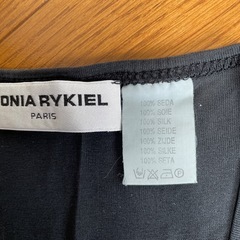 ONIA RYKIEL
PARIS
100% SEDA
100% SOIE
100% SILK
100% SEIDE
100% ZIJDE
100% SILKE
100% SETA